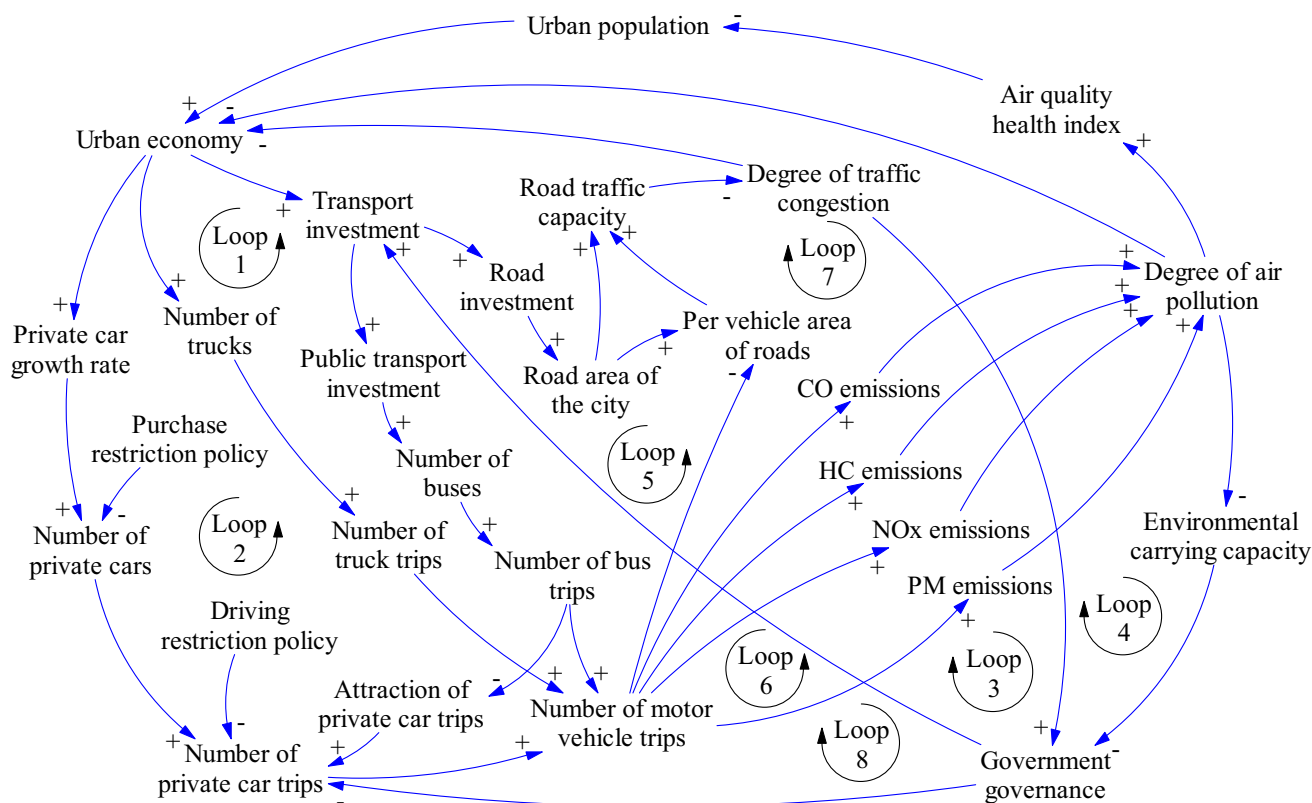 Urban population
Air quality
health index
Urban economy
Transport
investment
Road traffic
capacity
Degree of traffic
congestion
Loop
1
Road
investment
Loop
7
Degree of air
pollution
Private car
growth rate
Number of
trucks
Public transport
investment
Road area of
the city
Per vehicle area
of roads
CO emissions
Purchase
restriction policy
Number of
buses
Loop
5
HC emissions
Number of
private cars
Loop
2
Number of
truck trips
Number of bus
trips
NOx emissions
Environmental
carrying capacity
PM emissions
Driving
restriction policy
Loop
4
Loop
6
Loop
3
Attraction of
private car trips
Number of motor
vehicle trips
Loop
8
Number of
private car trips
Government
governance